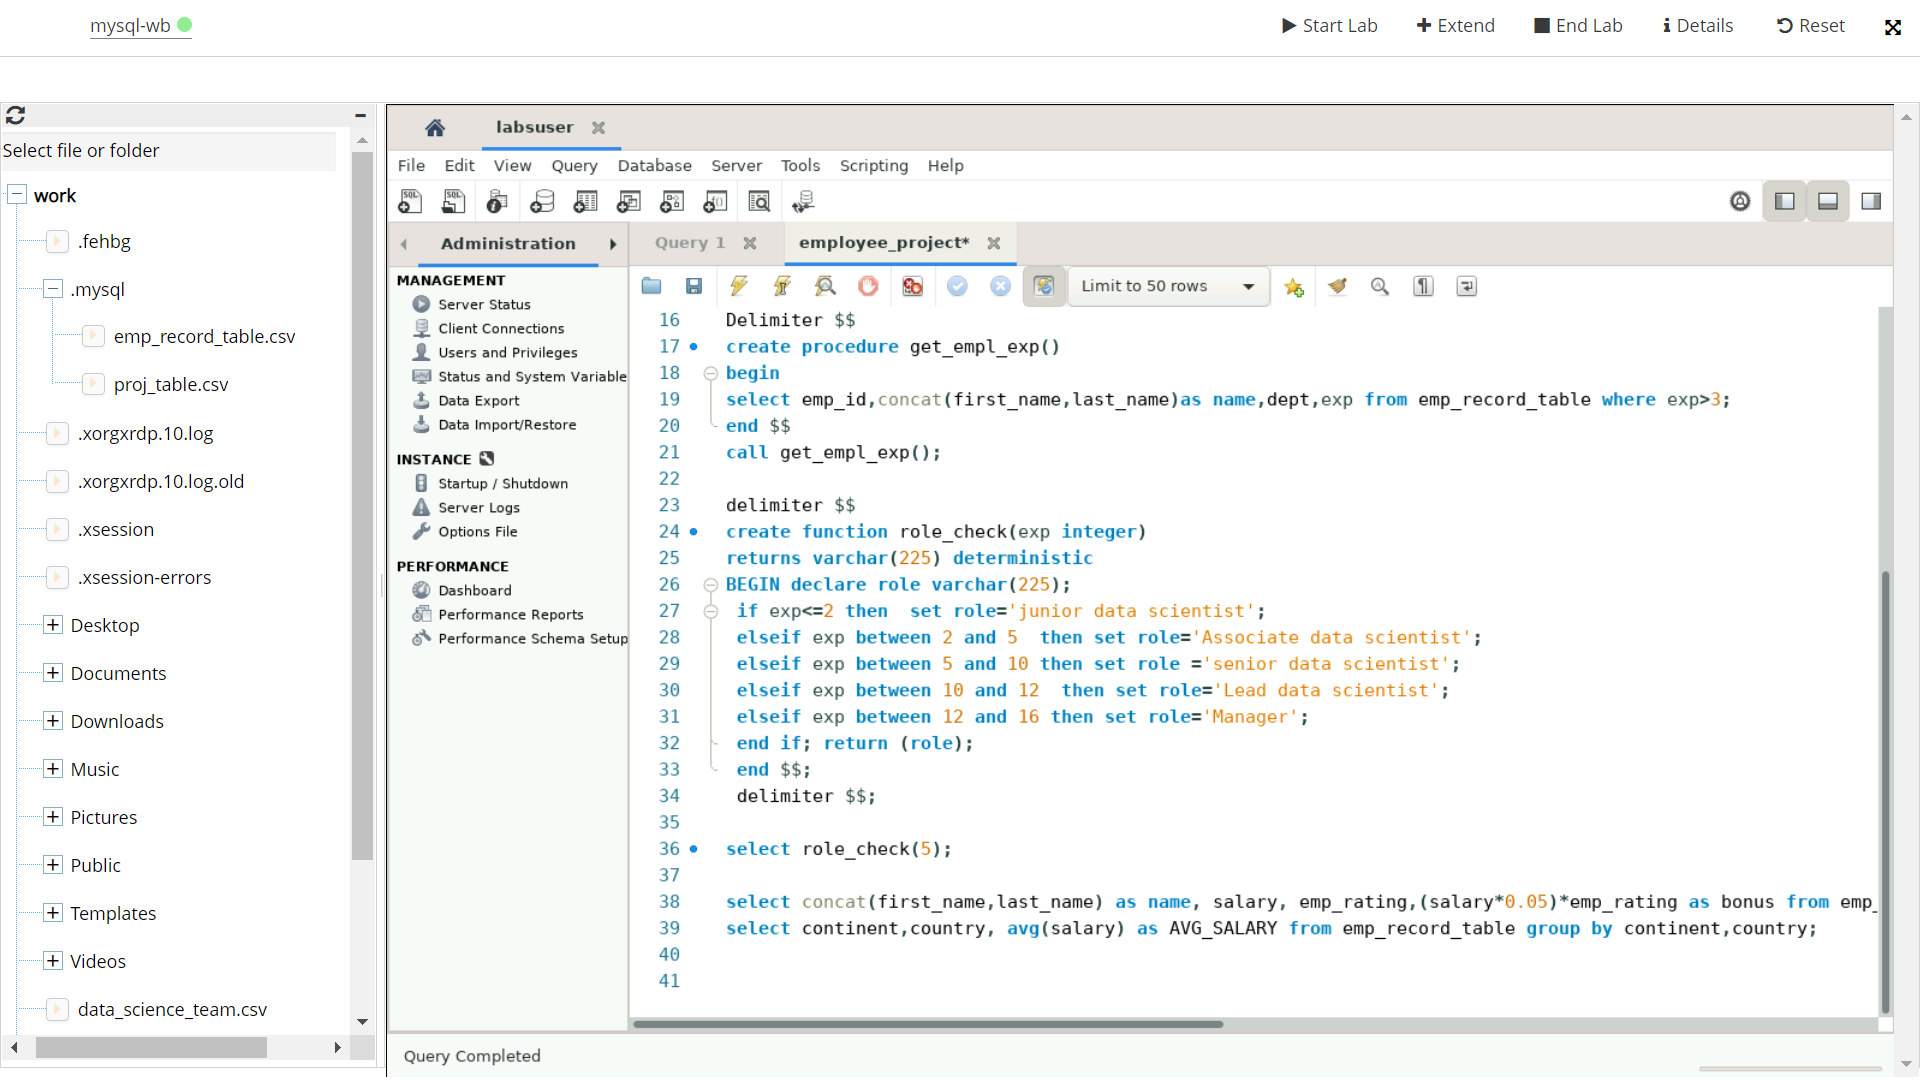 mysql-wb
Start Lab Extend End Lab Details Reset
Select file or folder
work
.fehbg
.mysql
emp_record_table.csv
proj_table.csv
.xorgxrdp.10.log
.xorgxrdp.10.log.old
.xsession
.xsession-errors
Desktop
Documents
Downloads
Music
Pictures
Public
Templates
Videos
data_science_team.csv
labsuser
File Edit View Query Database Server Tools Scripting Help
Administration
MANAGEMENT
Server Status
Client Connections
Users and Privileges
Status and System Variable
Data Export
Data Import/Restore
INSTANCE
Startup / Shutdown
Server Logs
Options File
PERFORMANCE
Dashboard
Performance Reports
Performance Schema Setup
Query 1 employee_project*
Limit to 50 rows
16 Delimiter $$
17 create procedure get_empl_exp()
18 begin
19 select emp_id,concat(first_name,last_name)as name,dept,exp from emp_record_table where exp>3;
20 end $$
21 call get_empl_exp();
22
23 delimiter $$
24 create function role_check(exp integer)
25 returns varchar(225) deterministic
26 BEGIN declare role varchar(225);
27 if exp<=2 then  set role='junior data scientist';
28 elseif exp between 2 and 5  then set role='Associate data scientist';
29 elseif exp between 5 and 10 then set role ='senior data scientist';
30 elseif exp between 10 and 12  then set role='Lead data scientist';
31 elseif exp between 12 and 16 then set role='Manager';
32 end if; return (role);
33 end $$;
34 delimiter $$;
35
36 select role_check(5);
37
38 select concat(first_name,last_name) as name, salary, emp_rating,(salary*0.05)*emp_rating as bonus from emp_
39 select continent,country, avg(salary) as AVG_SALARY from emp_record_table group by continent,country;
40
41
Query Completed